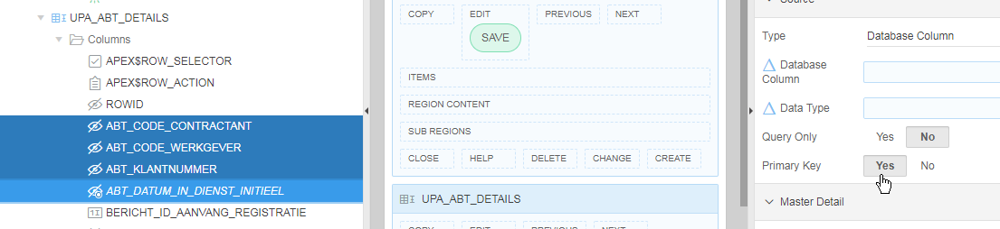 UPA_ABT_DETAILS
Columns
APEX$ROW_SELECTOR
APEX$ROW_ACTION
ROWID
ABT_CODE_CONTRACTANT
ABT_CODE_WERKGEVER
ABT_KLANTNUMMER
ABT_DATUM_IN_DIENST_INITIEEL
BERICHT_ID_AANVANG_REGISTRATIE
COPY EDIT PREVIOUS NEXT
SAVE
ITEMS
REGION CONTENT
SUB REGIONS
CLOSE HELP DELETE CHANGE CREATE
UPA_ABT_DETAILS
COPY EDIT PREVIOUS NEXT
Source
Type Database Column
Database
Column
Data Type
Query Only Yes No
Primary Key Yes No
Master Detail